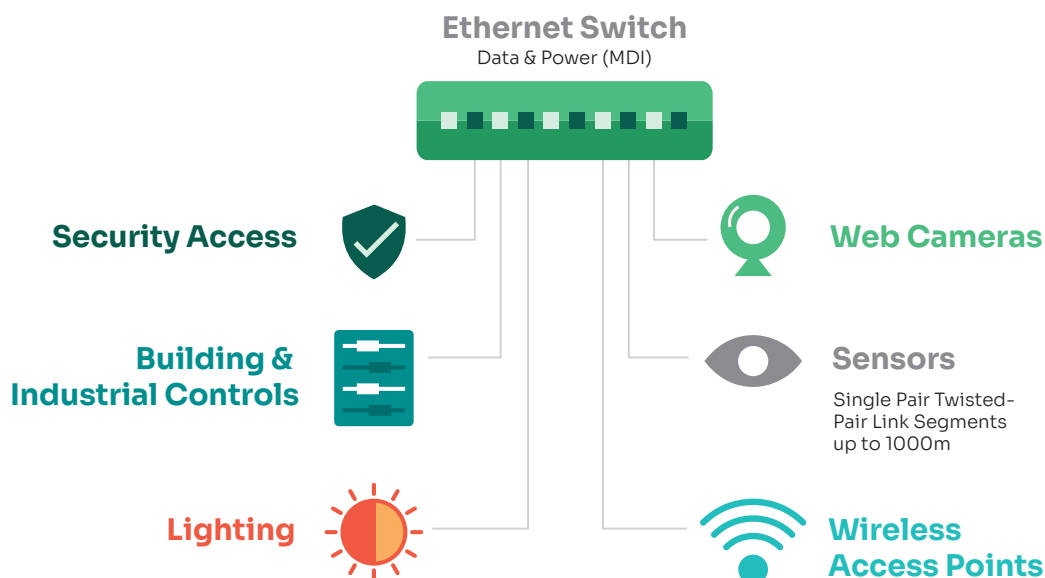 Ethernet Switch
Data & Power (MDI)
Security Access
Web Cameras
Building &
Industrial Controls
Sensors
Single Pair Twisted-
Pair Link Segments
up to 1000m
Lighting
Wireless
Access Points